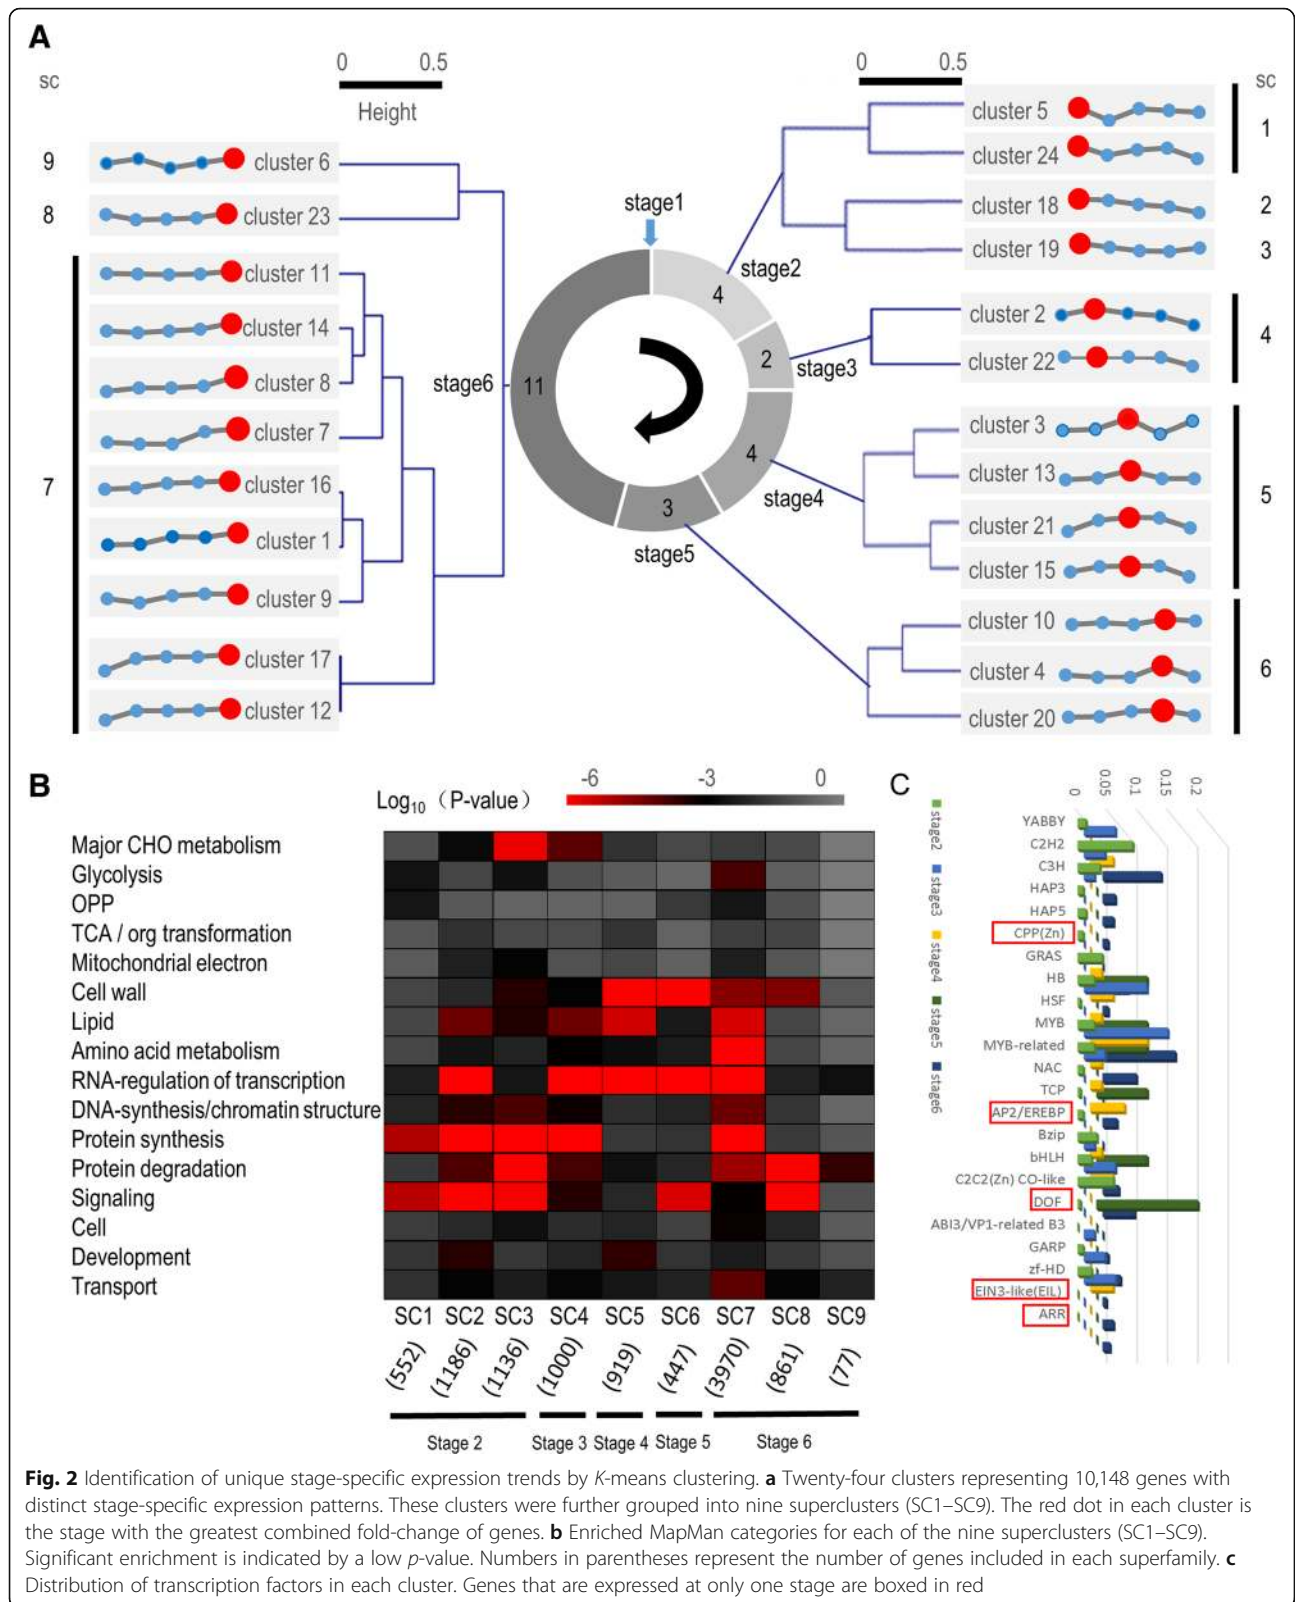 A
sc
0 0.5
Height
9
cluster 6
8
cluster 23
cluster 11
cluster 14
cluster 8
cluster 7
7
cluster 16
cluster 1
cluster 9
cluster 17
cluster 12
stage1
stage2
stage3
stage4
stage5
stage6
4
2
4
3
11
0 0.5
sc
cluster 5
cluster 24
1
cluster 18
2
cluster 19
3
cluster 2
cluster 22
4
cluster 3
cluster 13
cluster 21
cluster 15
5
cluster 10
cluster 4
cluster 20
6
B
Log10 (P-value)
-6 -3 0
Major CHO metabolism
Glycolysis
OPP
TCA / org transformation
Mitochondrial electron
Cell wall
Lipid
Amino acid metabolism
RNA-regulation of transcription
DNA-synthesis/chromatin structure
Protein synthesis
Protein degradation
Signaling
Cell
Development
Transport
SC1 SC2 SC3 SC4 SC5 SC6 SC7 SC8 SC9
(552) (1186) (1136) (1000) (919) (447) (3970) (861) (77)
Stage 2 Stage 3 Stage 4 Stage 5 Stage 6
C
0 0.05 0.1 0.15 0.2
stage2
stage3
stage4
stage5
stage6
YABBY
C2H2
C3H
HAP3
HAP5
CPP(Zn)
GRAS
HB
HSF
MYB
MYB-related
NAC
TCP
AP2/EREBP
Bzip
bHLH
C2C2(Zn) CO-like
DOF
ABI3/VP1-related B3
GARP
zf-HD
EIN3-like(EIL)
ARR
Fig. 2 Identification of unique stage-specific expression trends by K-means clustering. a Twenty-four clusters representing 10,148 genes with
distinct stage-specific expression patterns. These clusters were further grouped into nine superclusters (SC1–SC9). The red dot in each cluster is
the stage with the greatest combined fold-change of genes. b Enriched MapMan categories for each of the nine superclusters (SC1–SC9).
Significant enrichment is indicated by a low p-value. Numbers in parentheses represent the number of genes included in each superfamily. c
Distribution of transcription factors in each cluster. Genes that are expressed at only one stage are boxed in red